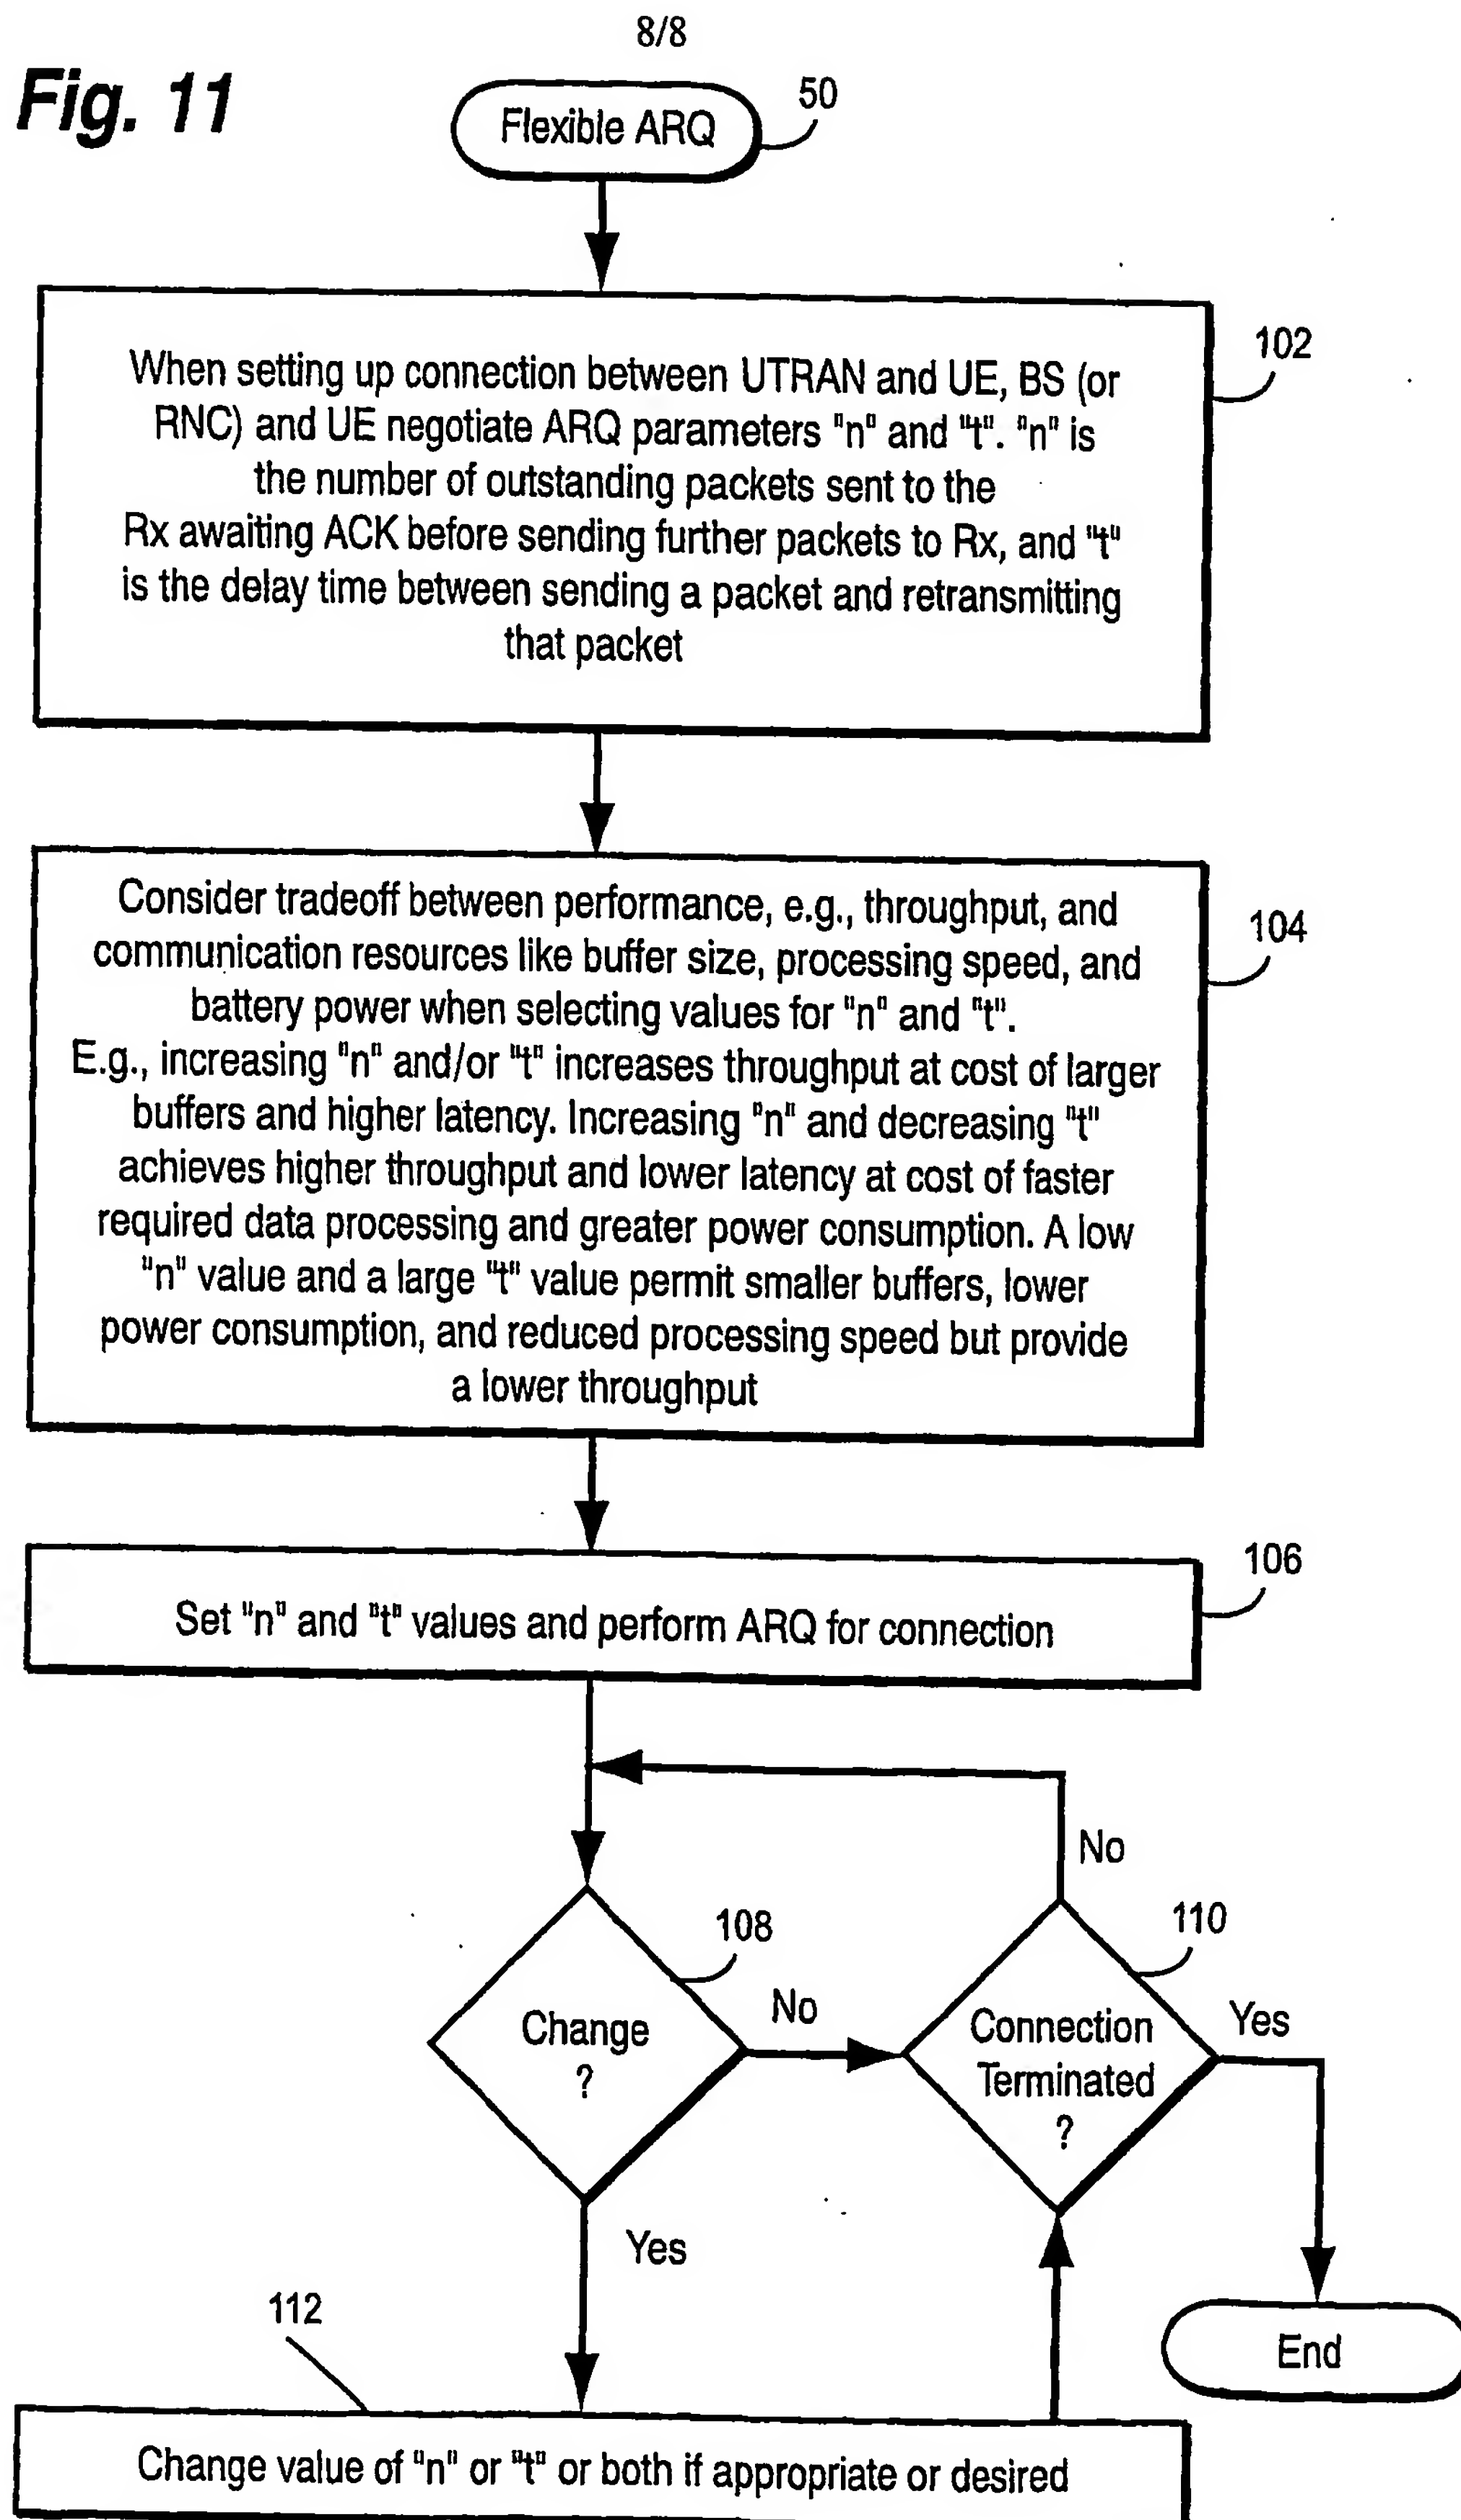 8/8
Fig. 11
Flexible ARQ
50
When setting up connection between UTRAN and UE, BS (or
RNC) and UE negotiate ARQ parameters "n" and "t". "n" is
the number of outstanding packets sent to the
Rx awaiting ACK before sending further packets to Rx, and "t"
is the delay time between sending a packet and retransmitting
that packet
102
Consider tradeoff between performance, e.g., throughput, and
communication resources like buffer size, processing speed, and
battery power when selecting values for "n" and "t".
E.g., increasing "n" and/or "t" increases throughput at cost of larger
buffers and higher latency. Increasing "n" and decreasing "t"
achieves higher throughput and lower latency at cost of faster
required data processing and greater power consumption. A low
"n" value and a large "t" value permit smaller buffers, lower
power consumption, and reduced processing speed but provide
a lower throughput
104
Set "n" and "t" values and perform ARQ for connection
106
No
108
110
Change
?
No
Connection
Terminated
?
Yes
Yes
112
End
Change value of "n" or "t" or both if appropriate or desired